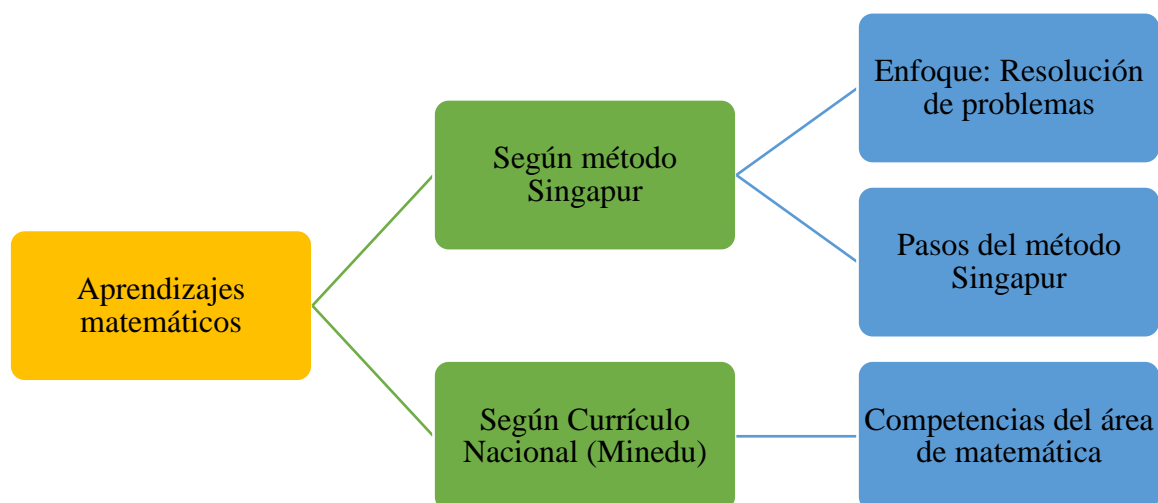 Aprendizajes
matemáticos
Según método
Singapur
Enfoque: Resolución
de problemas
Pasos del método
Singapur
Según Currículo
Nacional (Minedu)
Competencias del área
de matemática